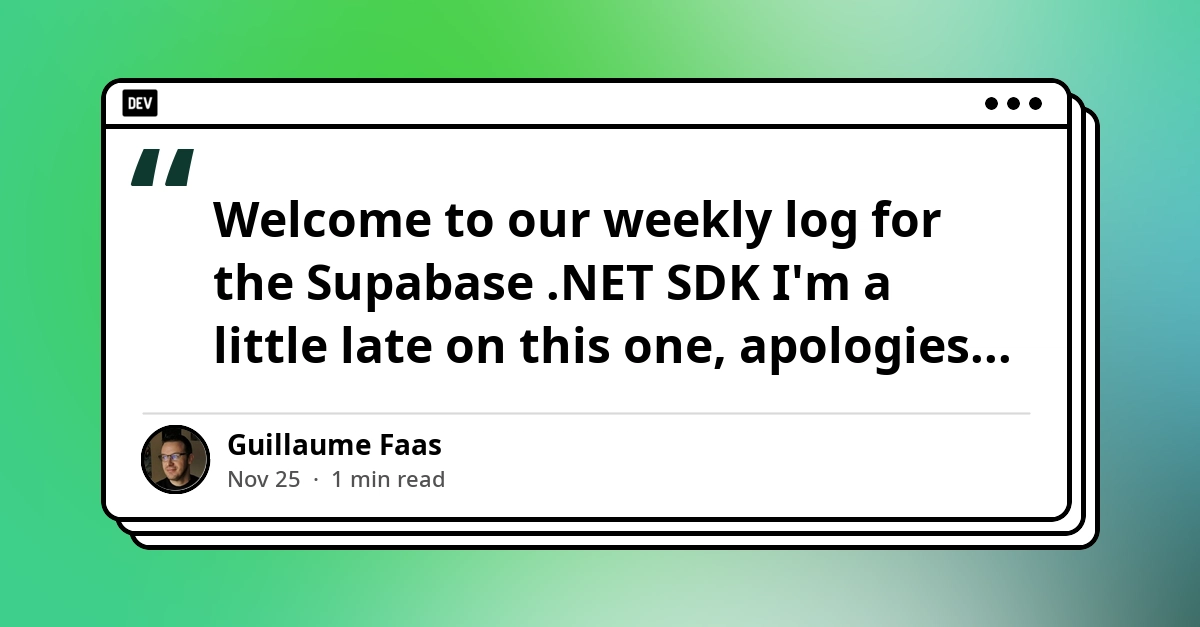 DEV
“
Welcome to our weekly log for
the Supabase .NET SDK I'm a
little late on this one, apologies...
Guillaume Faas
Nov 25 · 1 min read